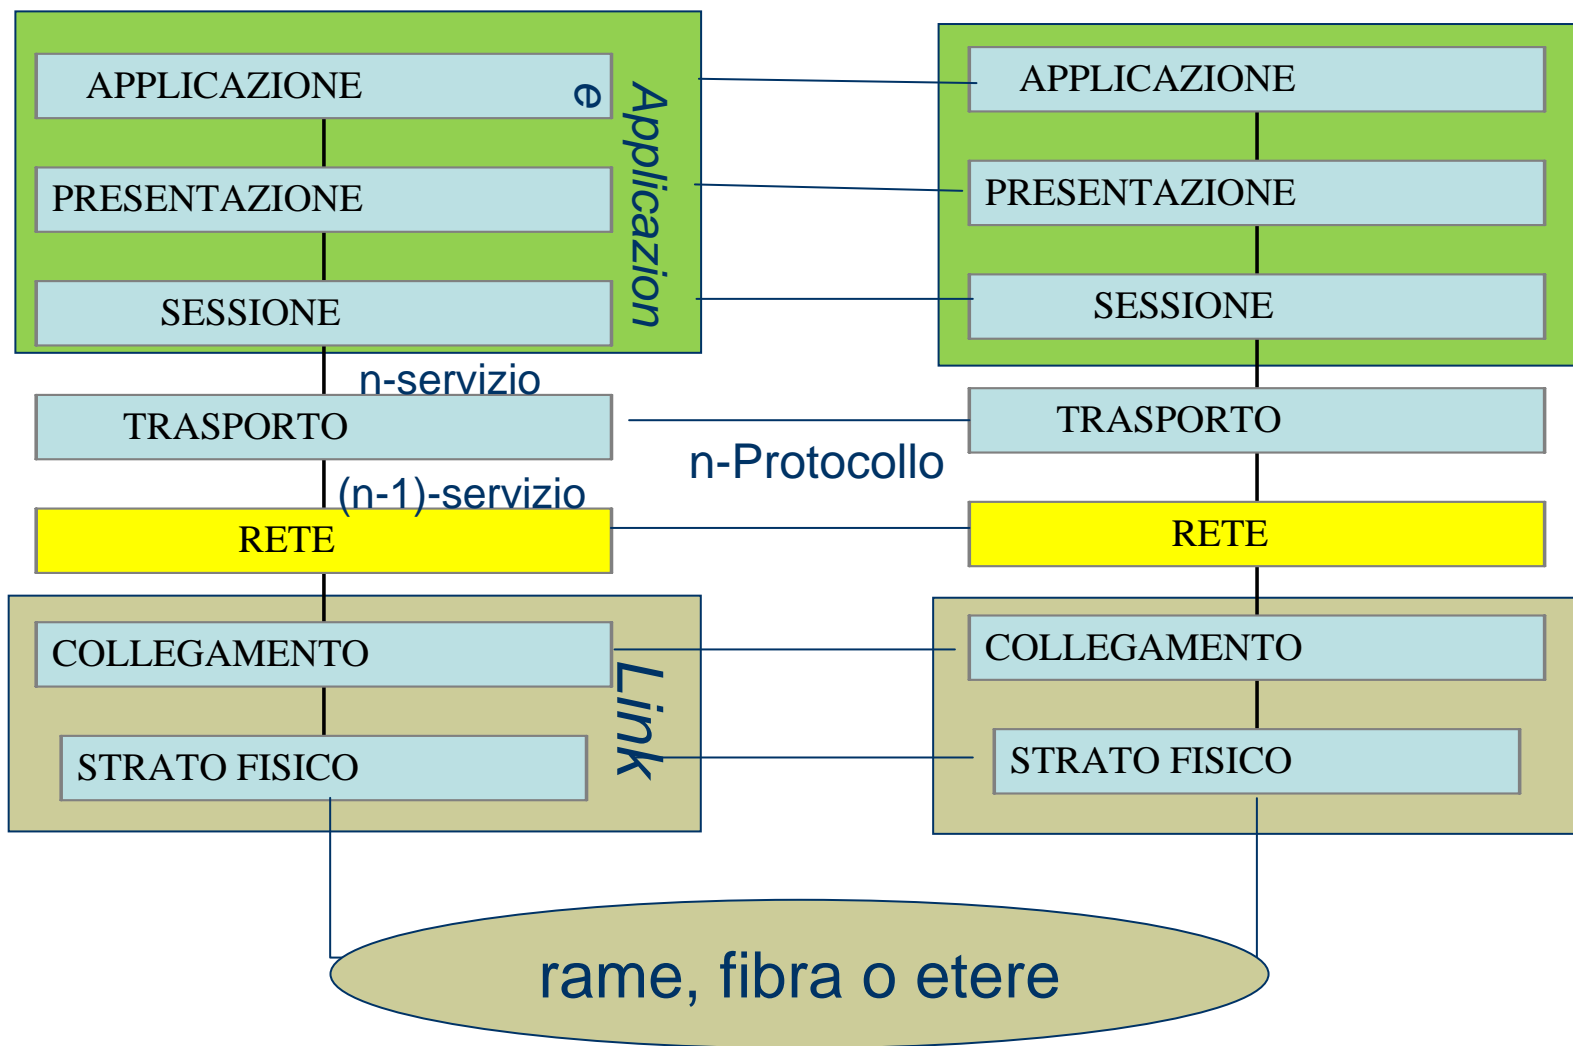 APPLICAZIONE
PRESENTAZIONE
SESSIONE
Applicazion
e
n-servizio
TRASPORTO
(n-1)-servizio
RETE
COLLEGAMENTO
STRATO FISICO
Link
n-Protocollo
APPLICAZIONE
PRESENTAZIONE
SESSIONE
TRASPORTO
RETE
COLLEGAMENTO
STRATO FISICO
rame, fibra o etere